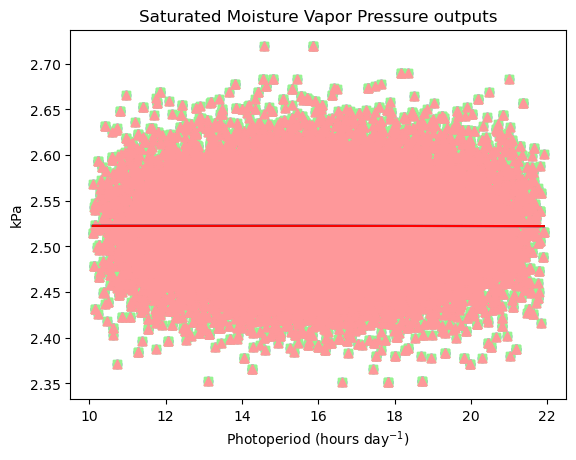 Saturated Moisture Vapor Pressure outputs
2.70
2.65
2.60
2.55
2.50
2.45
2.40
2.35
kPa
10 12 14 16 18 20 22
Photoperiod (hours day⁻¹)